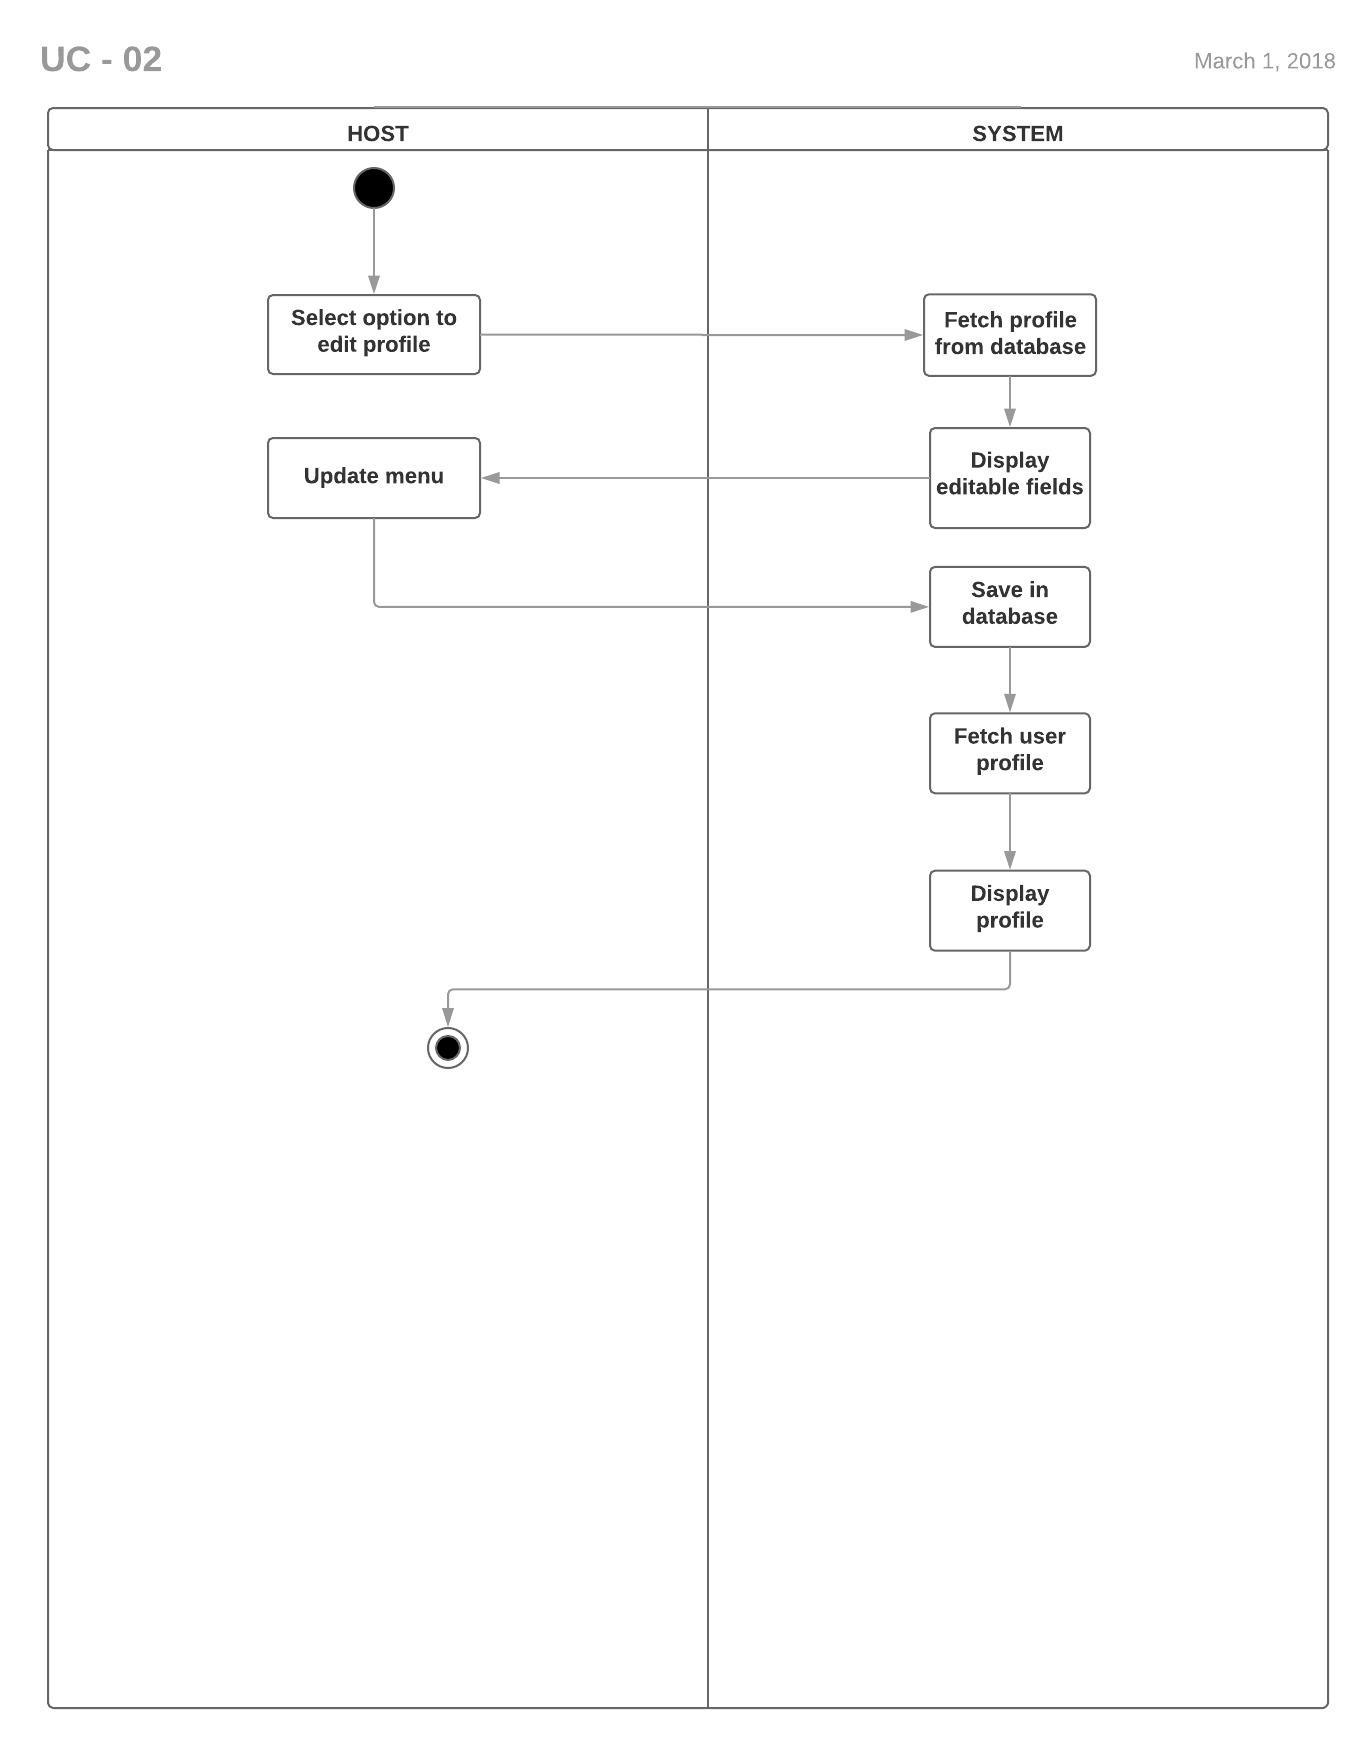 UC - 02
March 1, 2018
HOST
SYSTEM
Select option to
edit profile
Fetch profile
from database
Display
editable fields
Update menu
Save in
database
Fetch user
profile
Display
profile